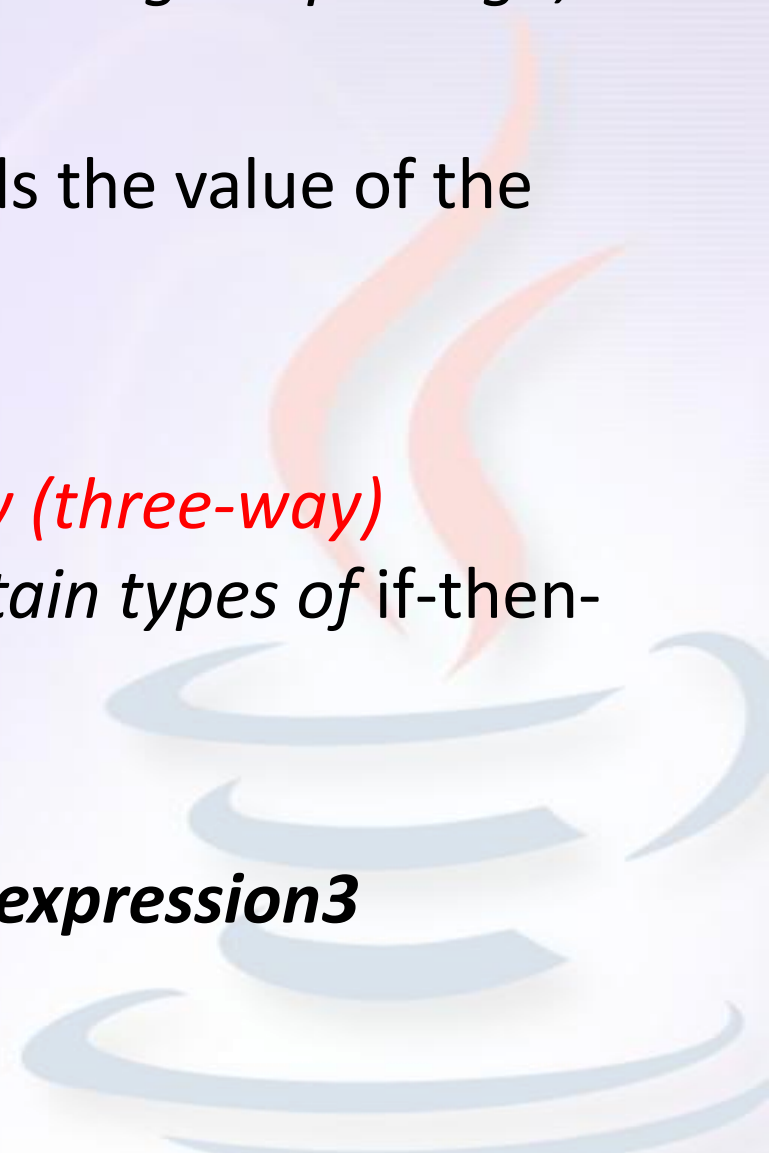 ls the value of the
y (three-way)
tain types of if-then-
expression3